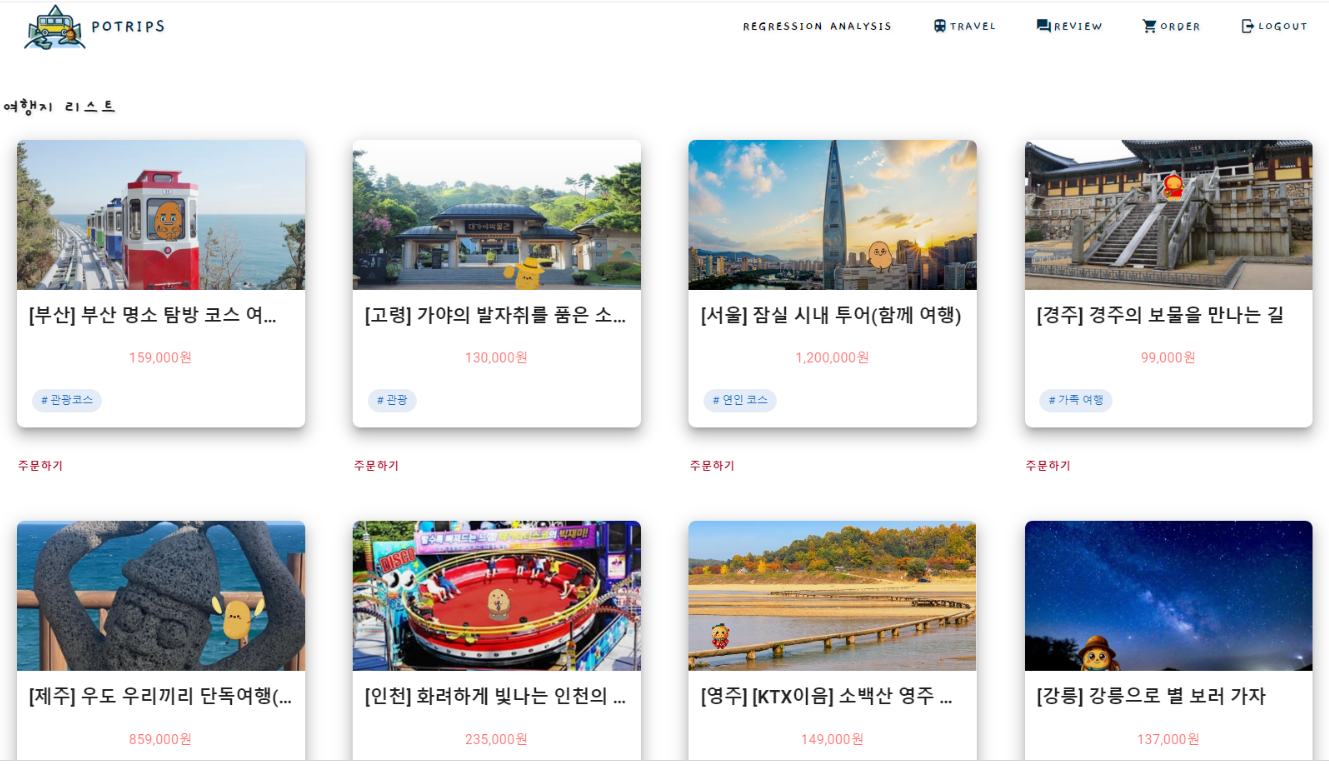 POTRIPS
REGRESSION ANALYSIS TRAVEL REVIEW ORDER LOGOUT
여행지 리스트
대가야박물관
[부산] 부산 명소 탐방 코스 여...
159,000원
# 관광코스
주문하기
[고령] 가야의 발자취를 품은 소...
130,000원
# 관광
주문하기
[서울] 잠실 시내 투어(함께 여행)
1,200,000원
# 연인 코스
주문하기
[경주] 경주의 보물을 만나는 길
99,000원
# 가족 여행
주문하기
DISCO
[제주] 우도 우리끼리 단독여행(...
859,000원
[인천] 화려하게 빛나는 인천의 ...
235,000원
[영주] [KTX이음] 소백산 영주 ...
149,000원
[강릉] 강릉으로 별 보러 가자
137,000원